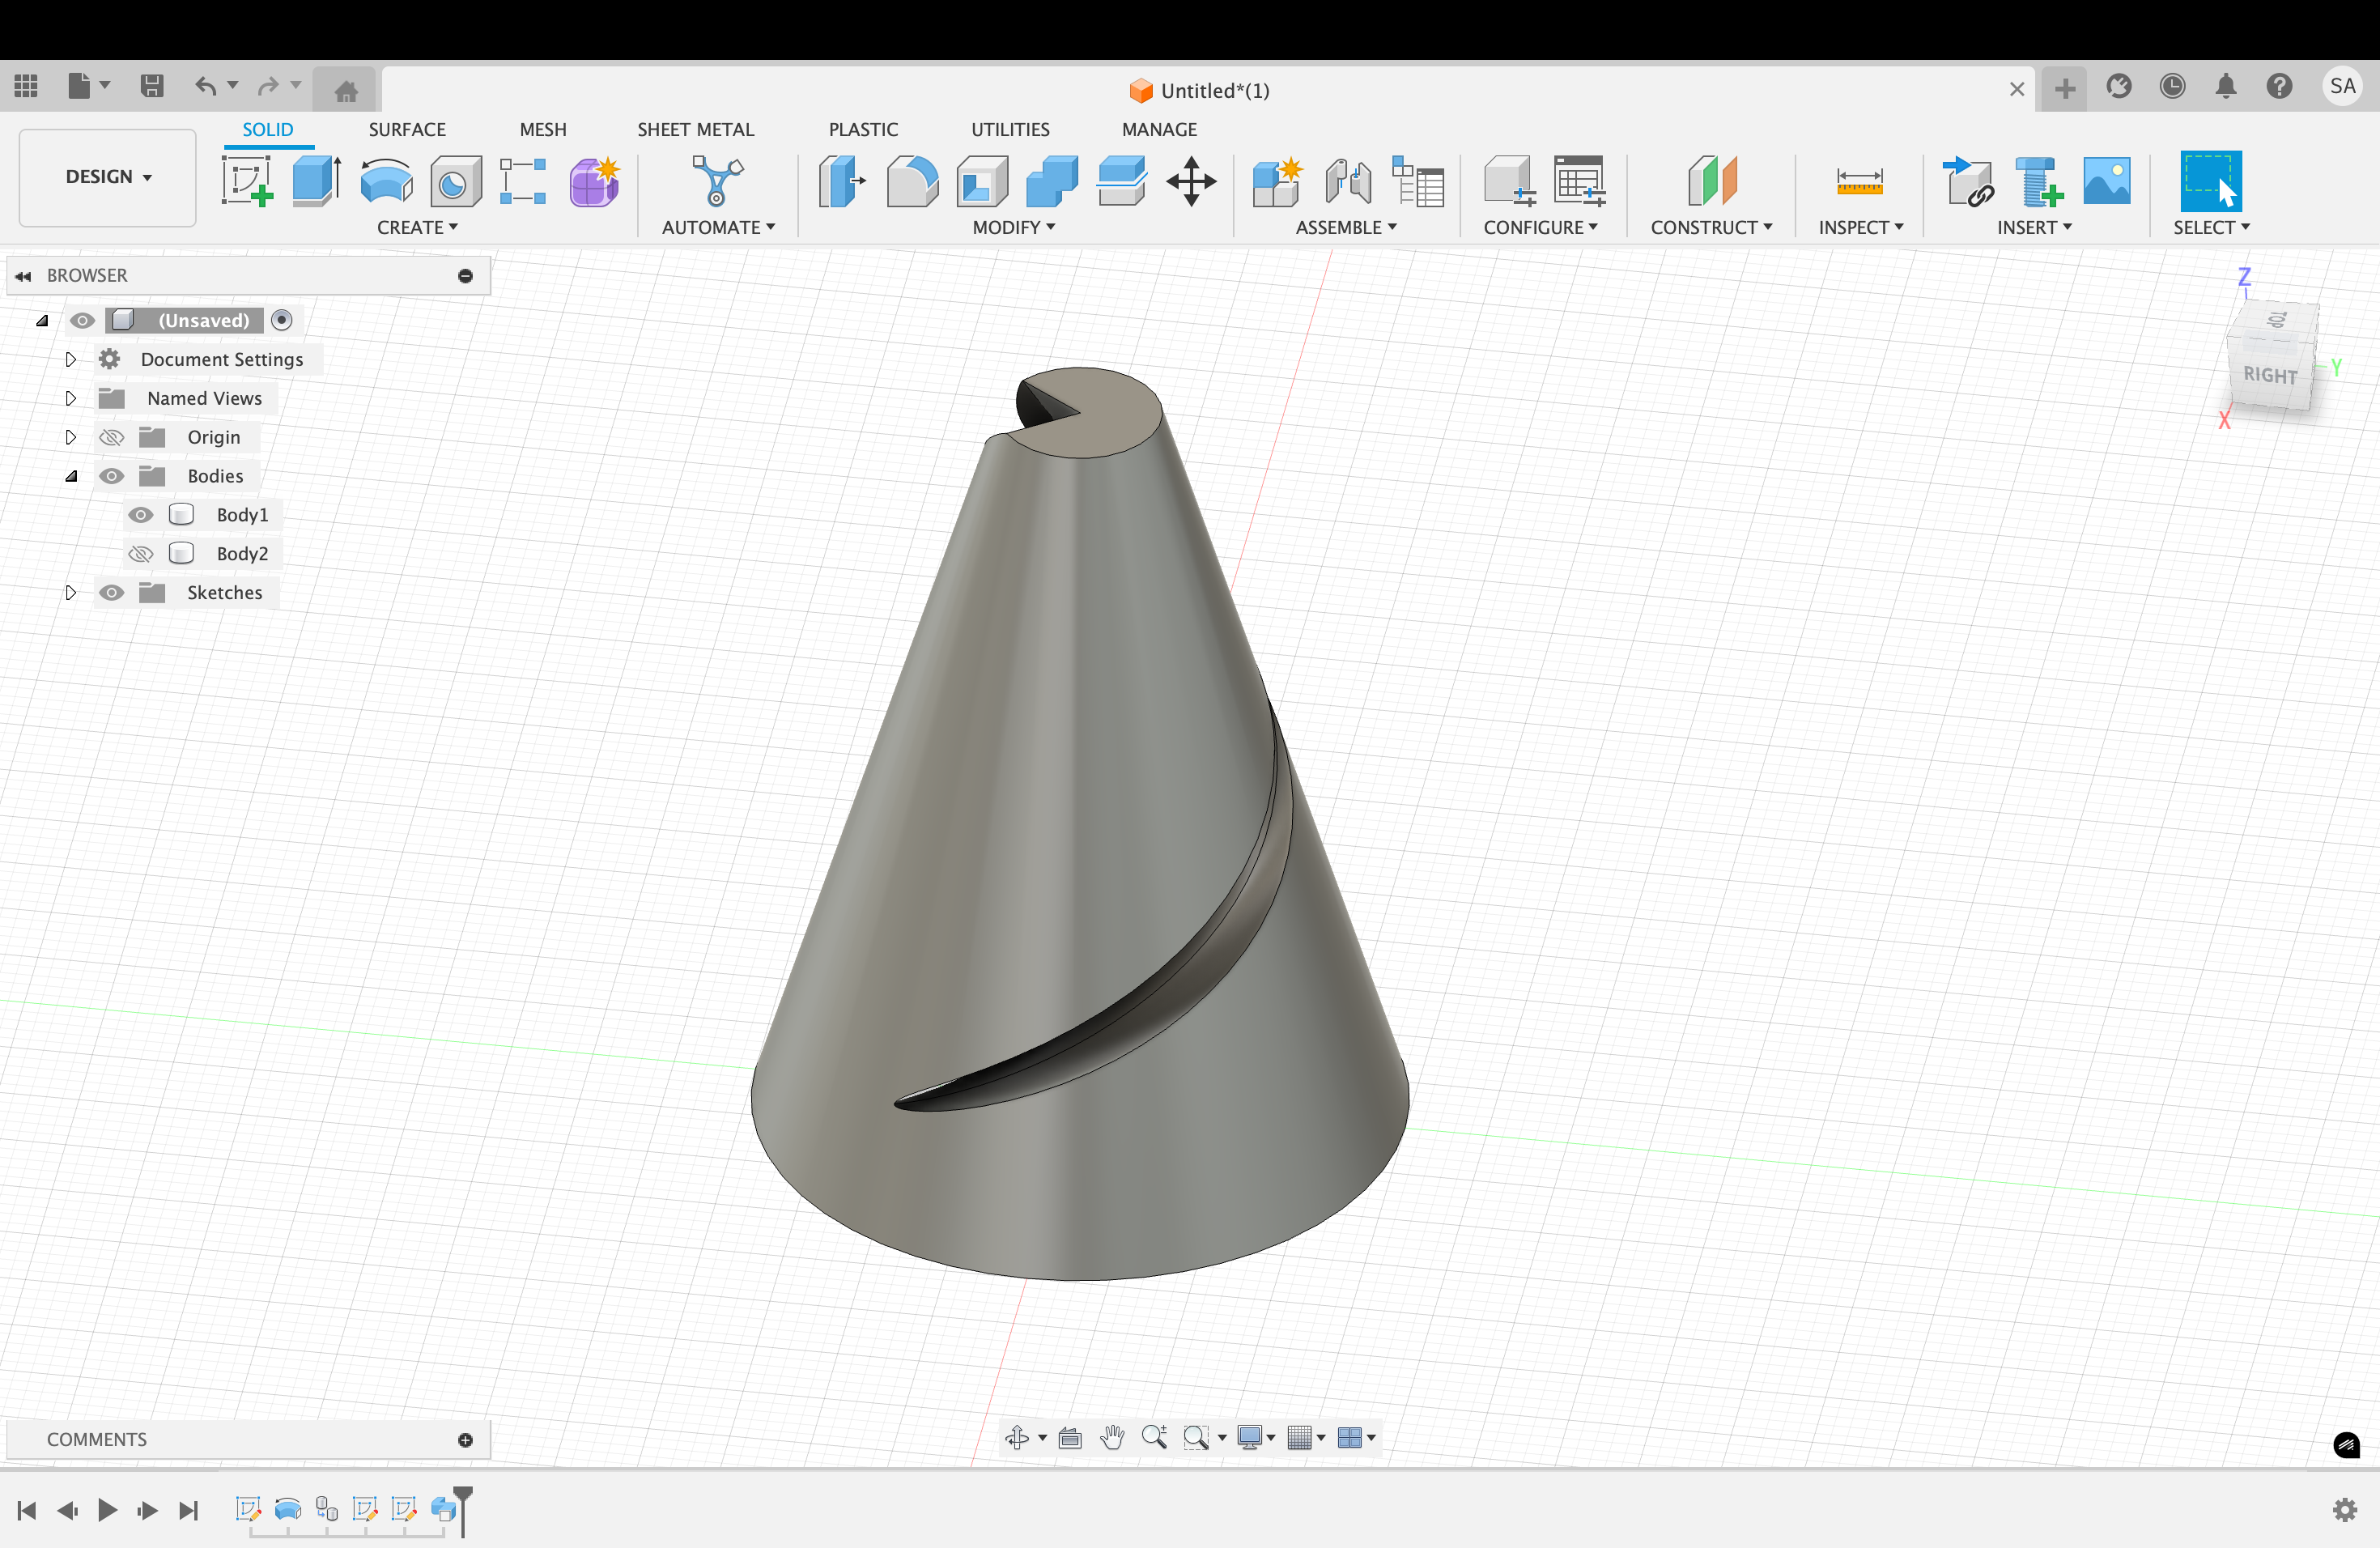 Untitled*(1)
SA
SOLID SURFACE MESH SHEET METAL PLASTIC UTILITIES MANAGE
DESIGN
CREATE AUTOMATE MODIFY ASSEMBLE CONFIGURE CONSTRUCT INSPECT INSERT SELECT
BROWSER
(Unsaved)
Document Settings
Named Views
Origin
Bodies
Body1
Body2
Sketches
Z
TOP
RIGHT
Y
X
COMMENTS